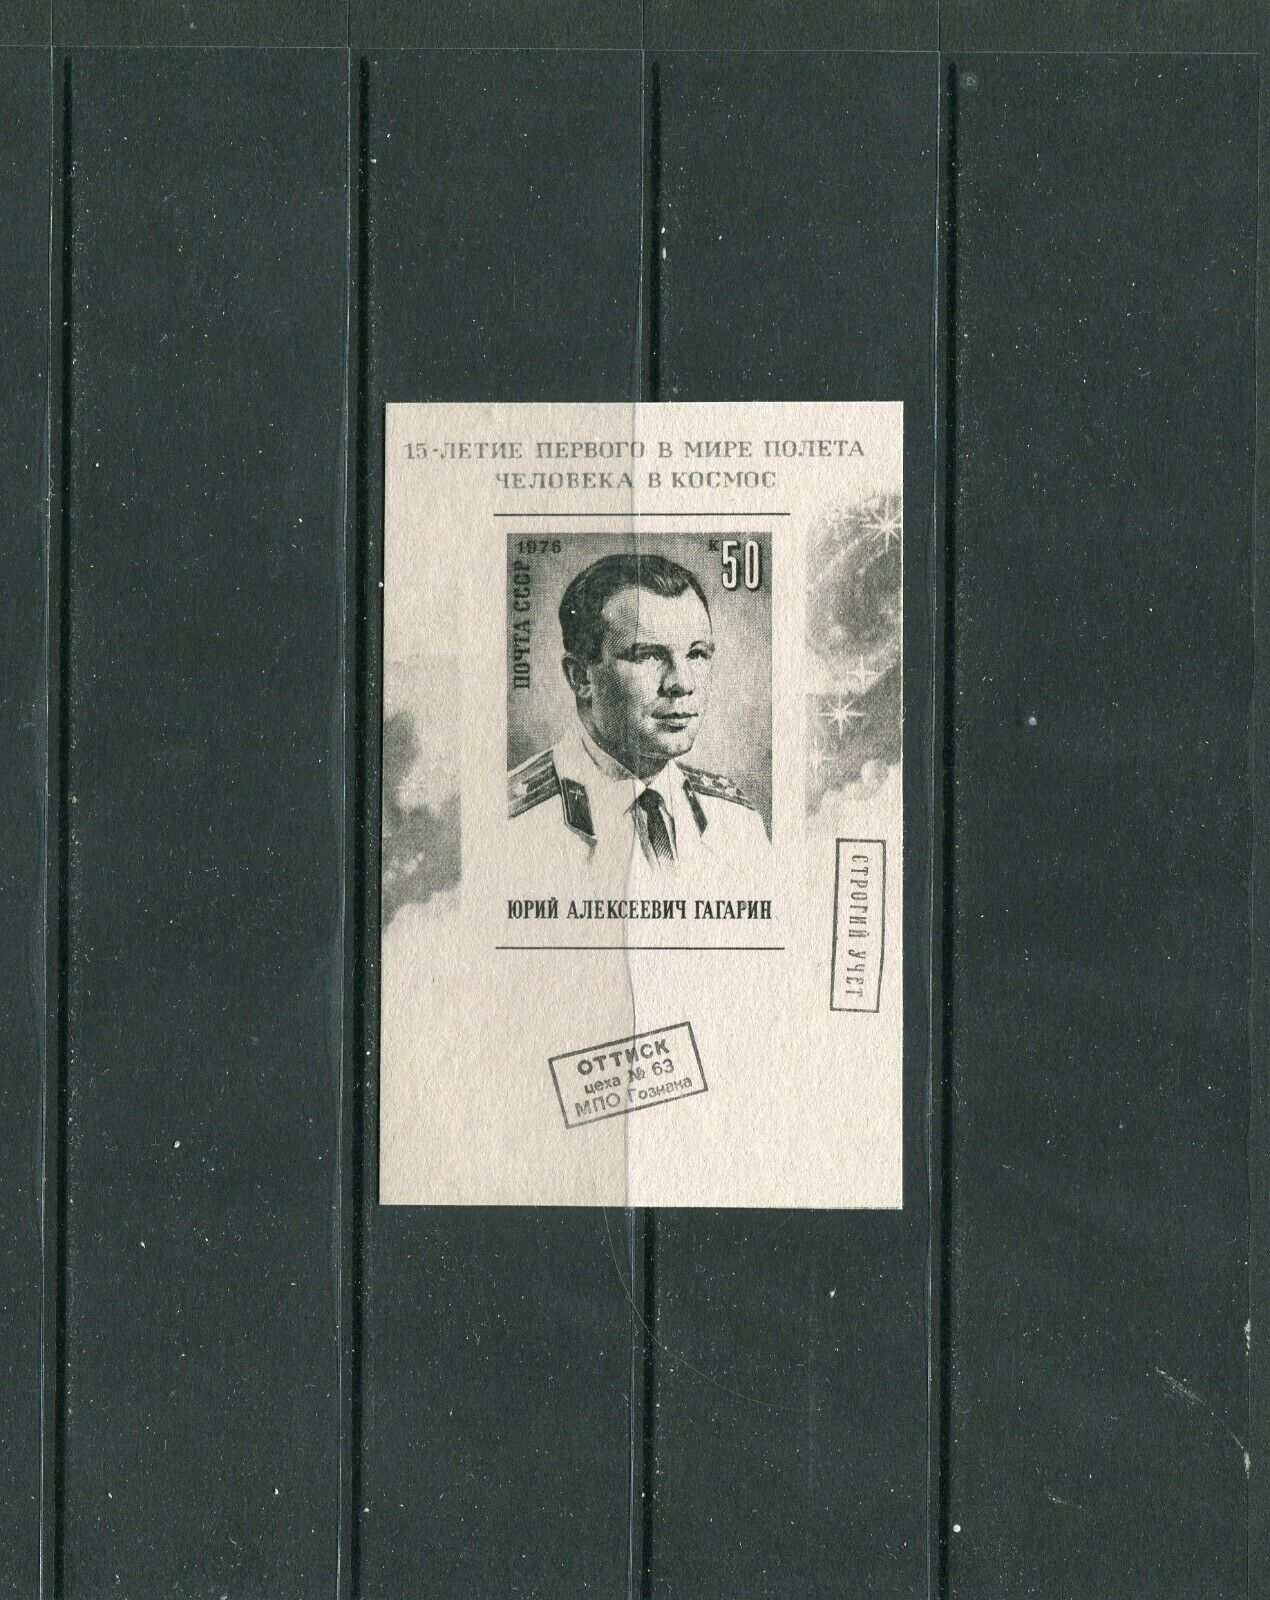 15-ЛЕТИЕ ПЕРВОГО В МИРЕ ПОЛЕТА
ЧЕЛОВЕКА В КОСМОС
1976
к50
ПОЧТА СССР
ЮРИЙ АЛЕКСЕЕВИЧ ГАГАРИН
СТРОГИЙ УЧЕТ
ОТТИСК
цеха № 63
МПО Гознака